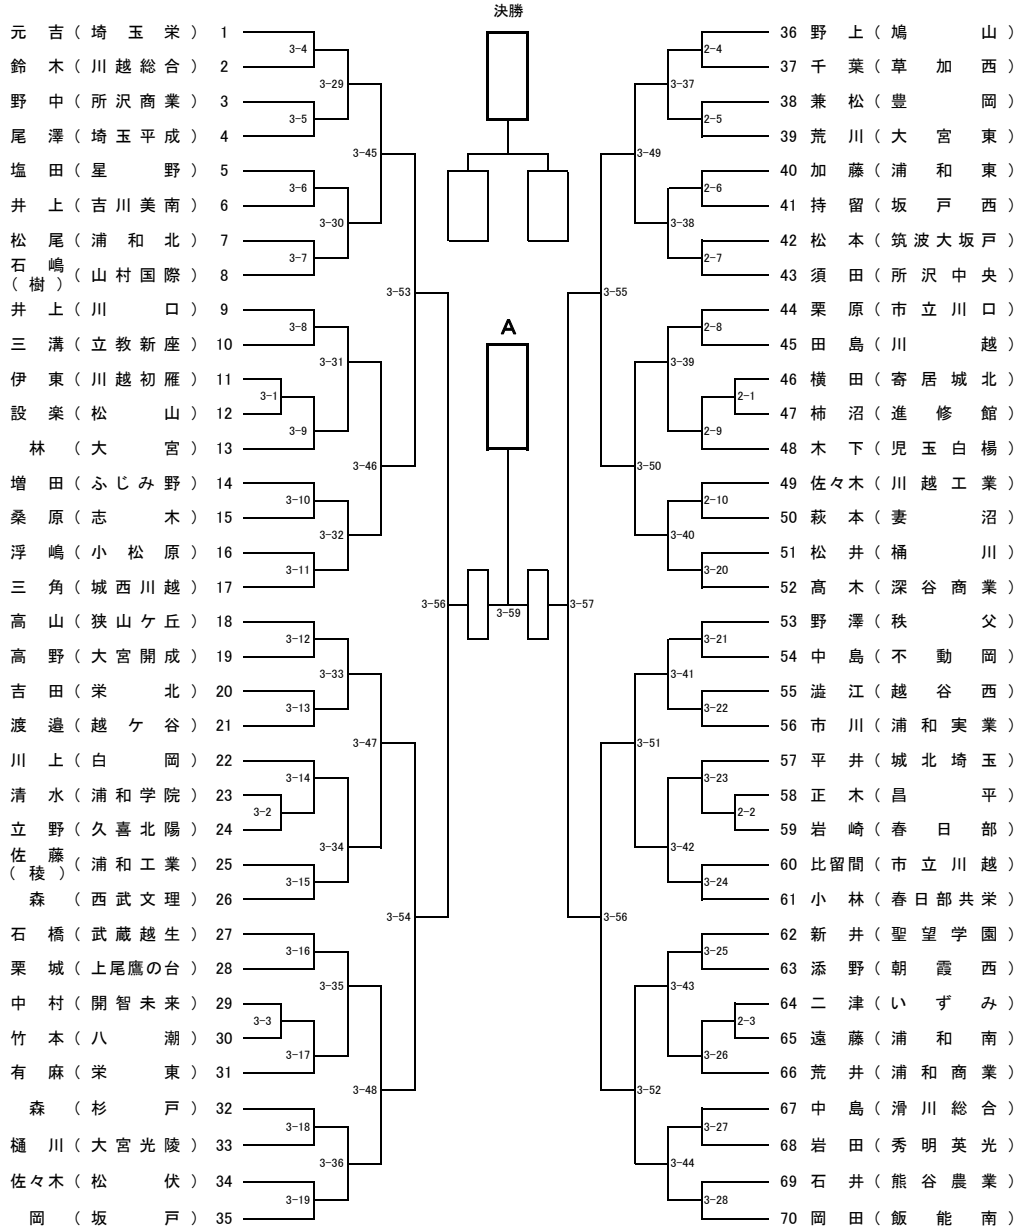 決勝
元吉（埼玉栄） 1
鈴木（川越総合） 2
野中（所沢商業） 3
尾澤（埼玉平成） 4
塩田（星野） 5
井上（吉川美南） 6
松尾（浦和北） 7
石嶋（樹）（山村国際） 8
井上（川口） 9
三溝（立教新座） 10
伊東（川越初雁） 11
設楽（松山） 12
林（大宮） 13
増田（ふじみ野） 14
桑原（志木） 15
浮嶋（小松原） 16
三角（城西川越） 17
高山（狭山ケ丘） 18
高野（大宮開成） 19
吉田（栄北） 20
渡邉（越ケ谷） 21
川上（白岡） 22
清水（浦和学院） 23
立野（久喜北陽） 24
佐藤（稜）（浦和工業） 25
森（西武文理） 26
石橋（武蔵越生） 27
栗城（上尾鷹の台） 28
中村（開智未来） 29
竹本（八潮） 30
有麻（栄東） 31
森（杉戸） 32
樋川（大宮光陵） 33
佐々木（松伏） 34
岡（坂戸） 35
3-4
3-5
3-6
3-7
3-8
3-1
3-9
3-10
3-11
3-12
3-13
3-14
3-2
3-15
3-16
3-3
3-17
3-18
3-19
3-29
3-30
3-31
3-32
3-33
3-34
3-35
3-36
3-45
3-46
3-47
3-48
3-53
3-54
3-56
A
3-59
3-57
3-55
3-56
3-49
3-50
3-51
3-52
3-37
3-38
3-39
3-40
3-41
3-42
3-43
3-44
2-4
2-5
2-6
2-7
2-8
2-1
2-9
2-10
3-20
3-21
3-22
3-23
2-2
3-24
3-25
2-3
3-26
3-27
3-28
36 野上（鳩山）
37 千葉（草加西）
38 兼松（豊岡）
39 荒川（大宮東）
40 加藤（浦和東）
41 持留（坂戸西）
42 松本（筑波大坂戸）
43 須田（所沢中央）
44 栗原（市立川口）
45 田島（川越）
46 横田（寄居城北）
47 柿沼（進修館）
48 木下（児玉白楊）
49 佐々木（川越工業）
50 萩本（妻沼）
51 松井（桶川）
52 髙木（深谷商業）
53 野澤（秩父）
54 中島（不動岡）
55 澁江（越谷西）
56 市川（浦和実業）
57 平井（城北埼玉）
58 正木（昌平）
59 岩崎（春日部）
60 比留間（市立川越）
61 小林（春日部共栄）
62 新井（聖望学園）
63 添野（朝霞西）
64 二津（いずみ）
65 遠藤（浦和南）
66 荒井（浦和商業）
67 中島（滑川総合）
68 岩田（秀明英光）
69 石井（熊谷農業）
70 岡田（飯能南）